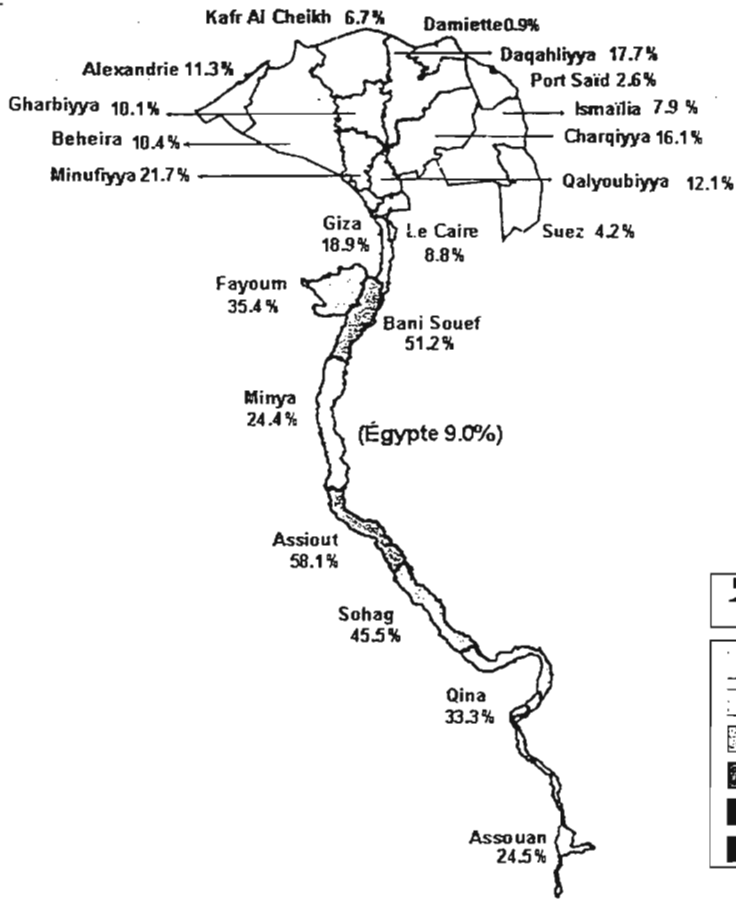 Kafr Al Cheikh 6.7%
Damiette 0.9%
Daqahliyya 17.7%
Alexandrie 11.3%
Port Saïd 2.6%
Gharbiyya 10.1%
Ismaïlia 7.9 %
Beheira 10.4%
Charqiyya 16.1%
Minufiyya 21.7%
Qalyoubiyya 12.1%
Giza
18.9%
Le Caire
8.8%
Suez 4.2%
Fayoum
35.4%
Bani Souef
51.2%
Minya
24.4%
(Égypte 9.0%)
Assiout
58.1%
Sohag
45.5%
Qina
33.3%
Assouan
24.5%